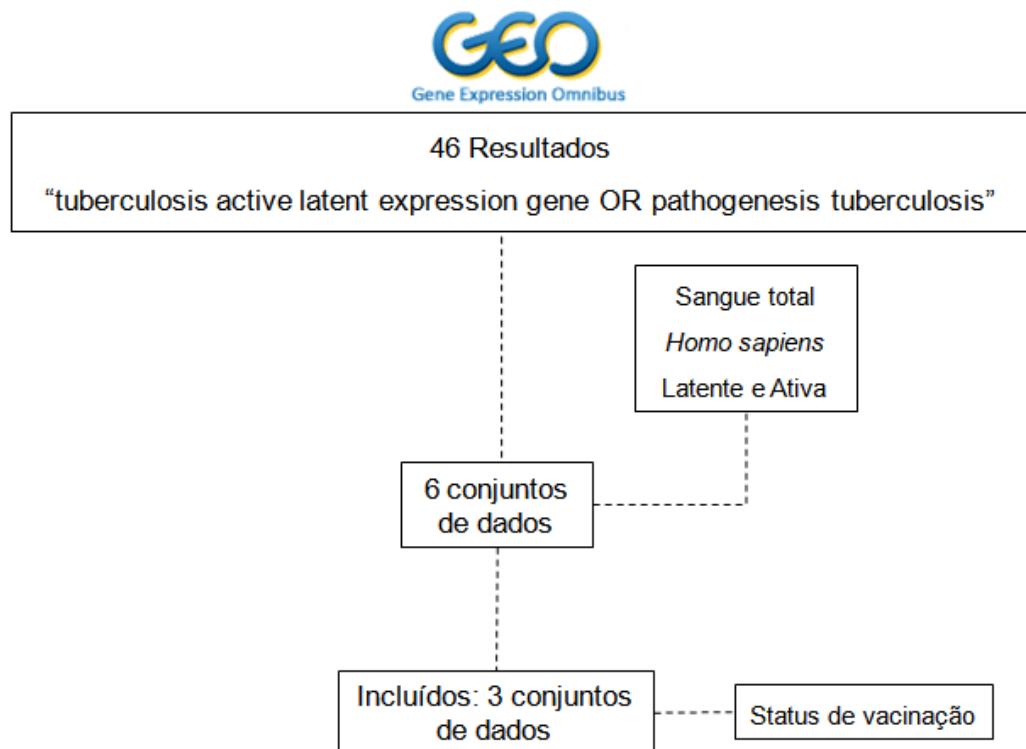 GEO
Gene Expression Omnibus
46 Resultados
“tuberculosis active latent expression gene OR pathogenesis tuberculosis”
Sangue total
Homo sapiens
Latente e Ativa
6 conjuntos
de dados
Incluídos: 3 conjuntos
de dados
Status de vacinação